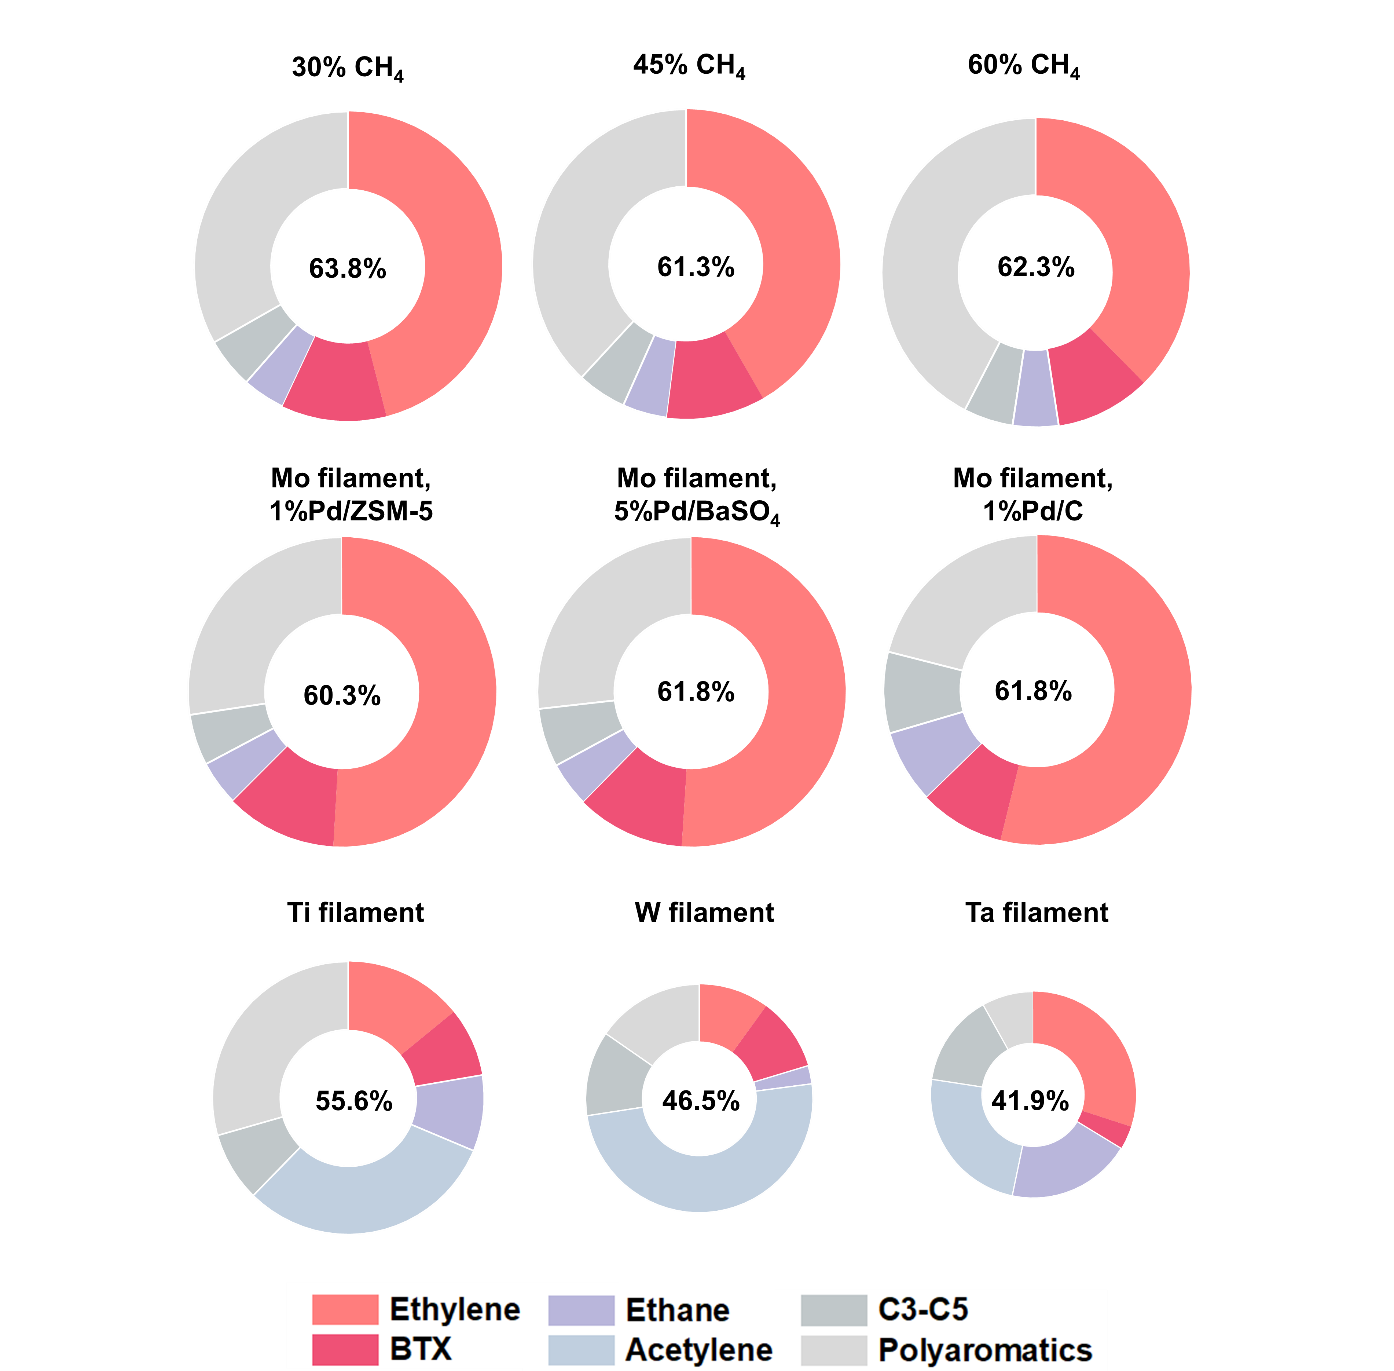 30% CH₄
45% CH₄
60% CH₄
63.8%
61.3%
62.3%
Mo filament,
1%Pd/ZSM-5
Mo filament,
5%Pd/BaSO₄
Mo filament,
1%Pd/C
60.3%
61.8%
61.8%
Ti filament
W filament
Ta filament
55.6%
46.5%
41.9%
Ethylene
Ethane
C3-C5
BTX
Acetylene
Polyaromatics